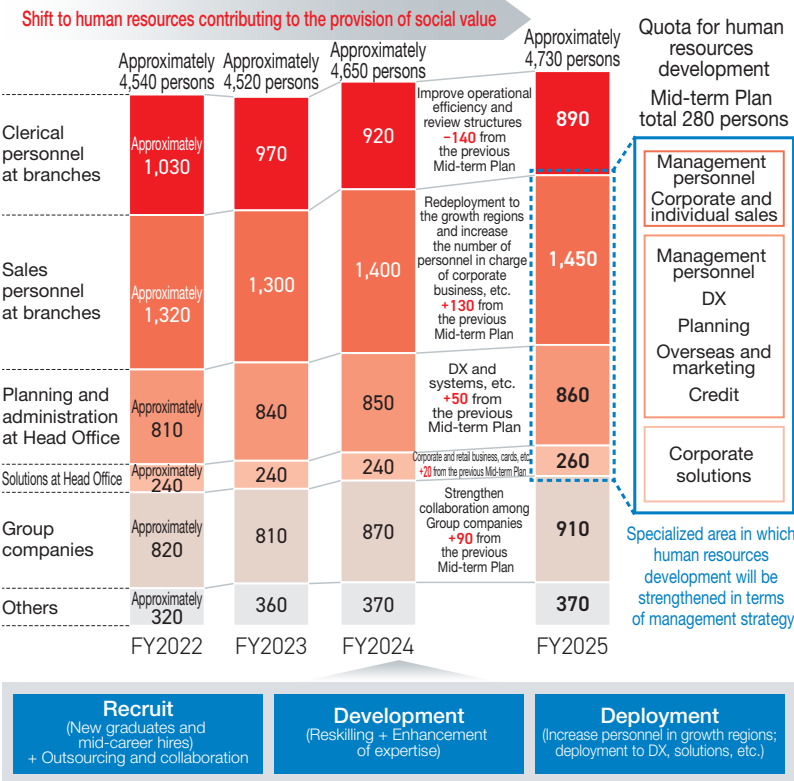 Shift to human resources contributing to the provision of social value
Approximately
4,540 persons
Approximately
4,520 persons
Approximately
4,650 persons
Approximately
4,730 persons
Quota for human
resources
development
Mid-term Plan
total 280 persons
Clerical
personnel
at branches
Approximately
1,030
970
920
Improve operational
efficiency and
review structures
−140 from
the previous
Mid-term Plan
890
Sales
personnel
at branches
Approximately
1,320
1,300
1,400
Redeployment to
the growth regions
and increase
the number of
personnel in charge
of corporate
business, etc.
+130 from
the previous
Mid-term Plan
1,450
Planning and
administration
at Head Office
Approximately
810
840
850
DX and
systems, etc.
+50 from
the previous
Mid-term Plan
860
Solutions at Head Office
Approximately
240
240
240
Corporate and retail business, cards, etc.
+20 from the previous Mid-term Plan
260
Group
companies
Approximately
820
810
870
Strengthen
collaboration among
Group companies
+90 from
the previous
Mid-term Plan
910
Others
Approximately
320
360
370
370
FY2022
FY2023
FY2024
FY2025
Management
personnel
Corporate and
individual sales
Management
personnel
DX
Planning
Overseas and
marketing
Credit
Corporate
solutions
Specialized area in which
human resources
development will be
strengthened in terms
of management strategy
Recruit
(New graduates and
mid-career hires)
+ Outsourcing and collaboration
Development
(Reskilling + Enhancement
of expertise)
Deployment
(Increase personnel in growth regions;
deployment to DX, solutions, etc.)